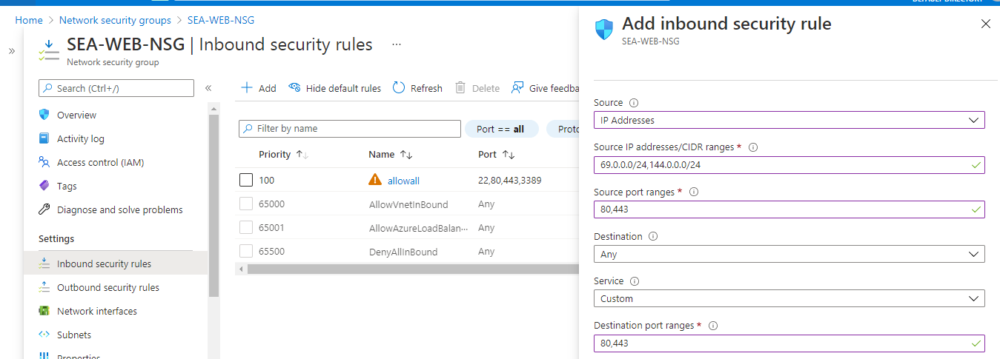 DEFAULT DIRECTORY
Home > Network security groups > SEA-WEB-NSG
SEA-WEB-NSG | Inbound security rules ...
Network security group
Search (Ctrl+/)
Overview
Activity log
Access control (IAM)
Tags
Diagnose and solve problems
Settings
Inbound security rules
Outbound security rules
Network interfaces
Subnets
Properties
Add
Hide default rules
Refresh
Delete
Give feedba
Filter by name
Port == all
Proto
Priority Name Port
100 allowall 22,80,443,3389
65000 AllowVnetInBound Any
65001 AllowAzureLoadBalan... Any
65500 DenyAllInBound Any
Add inbound security rule
SEA-WEB-NSG
Source
IP Addresses
Source IP addresses/CIDR ranges *
69.0.0.0/24,144.0.0.0/24
Source port ranges *
80,443
Destination
Any
Service
Custom
Destination port ranges *
80,443